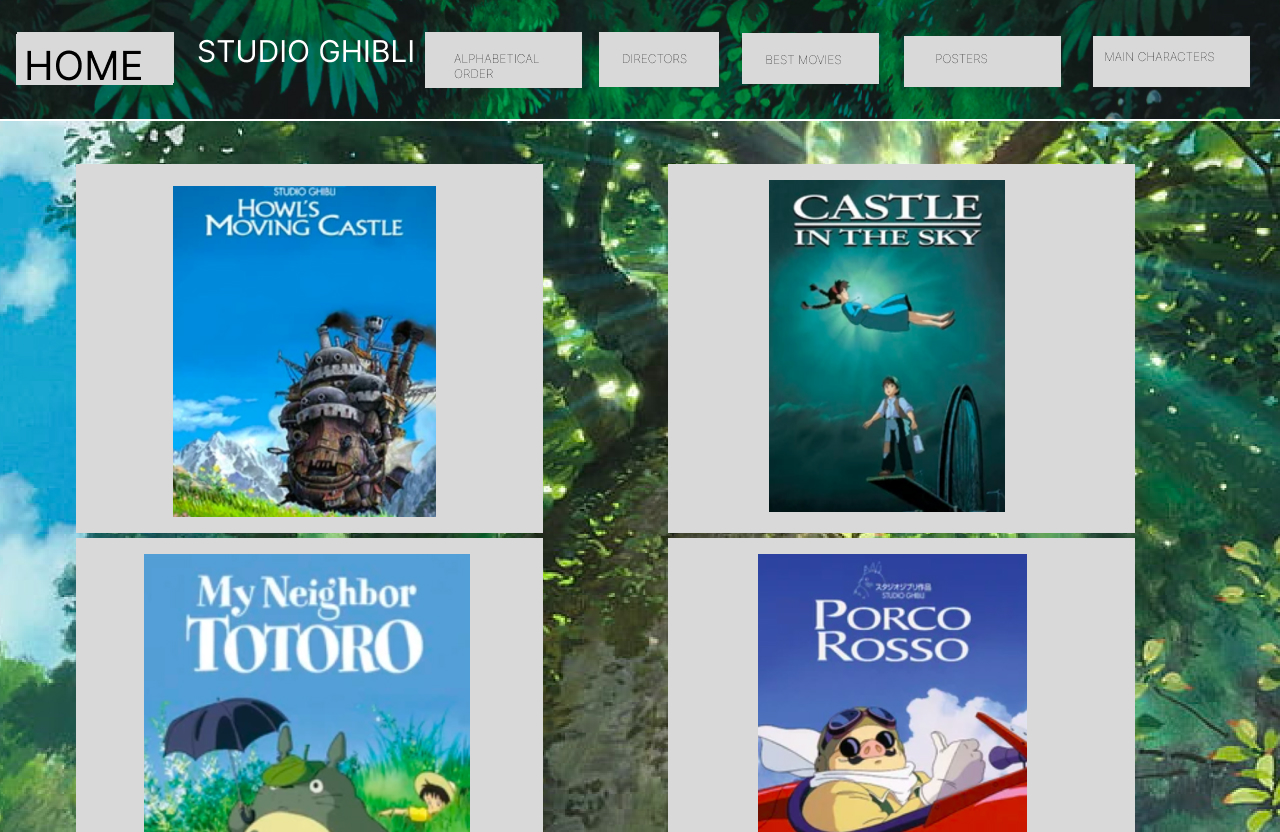 HOME
STUDIO GHIBLI
ALPHABETICAL
ORDER
DIRECTORS
BEST MOVIES
POSTERS
MAIN CHARACTERS
STUDIO GHIBLI
HOWL'S
MOVING CASTLE
CASTLE
IN THE SKY
My Neighbor
TOTORO
スタジオジブリ作品
STUDIO GHIBLI
PORCO
ROSSO